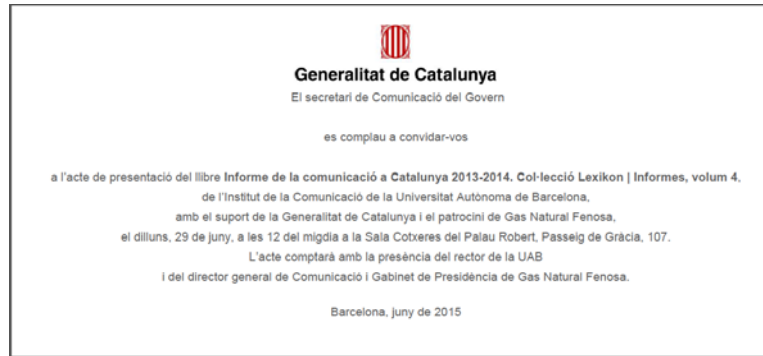 Generalitat de Catalunya
El secretari de Comunicació del Govern
es complau a convidar-vos
a l'acte de presentació del llibre Informe de la comunicació a Catalunya 2013-2014. Col·lecció Lexikon | Informes, volum 4,
de l'Institut de la Comunicació de la Universitat Autònoma de Barcelona,
amb el suport de la Generalitat de Catalunya i el patrocini de Gas Natural Fenosa,
el dilluns, 29 de juny, a les 12 del migdia a la Sala Cotxeres del Palau Robert, Passeig de Gràcia, 107.
L'acte comptarà amb la presència del rector de la UAB
i del director general de Comunicació i Gabinet de Presidència de Gas Natural Fenosa.
Barcelona, juny de 2015